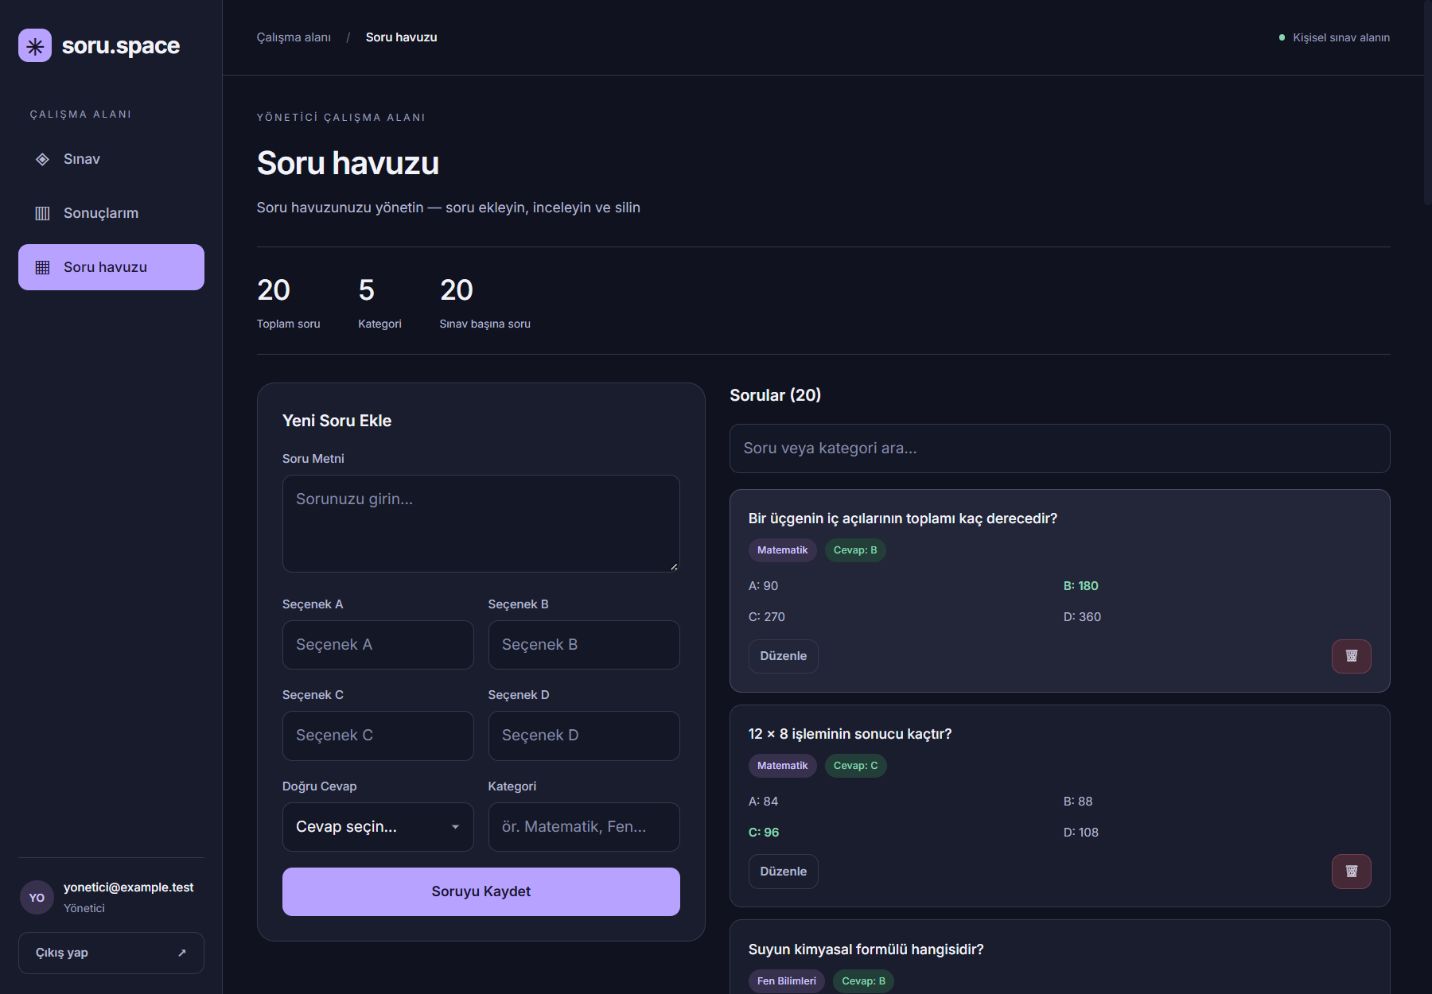 soru.space
ÇALIŞMA ALANI
Sınav
Sonuçlarım
Soru havuzu
yonetici@example.test
YO
Yönetici
Çıkış yap ↗
Çalışma alanı / Soru havuzu
Kişisel sınav alanın
YÖNETİCİ ÇALIŞMA ALANI
Soru havuzu
Soru havuzunuzu yönetin — soru ekleyin, inceleyin ve silin
20 5 20
Toplam soru Kategori Sınav başına soru
Yeni Soru Ekle
Soru Metni
Sorunuzu girin...
Seçenek A Seçenek B
Seçenek A Seçenek B
Seçenek C Seçenek D
Seçenek C Seçenek D
Doğru Cevap Kategori
Cevap seçin... ör. Matematik, Fen...
Soruyu Kaydet
Sorular (20)
Soru veya kategori ara...
Bir üçgenin iç açılarının toplamı kaç derecedir?
Matematik Cevap: B
A: 90 B: 180
C: 270 D: 360
Düzenle
12 × 8 işleminin sonucu kaçtır?
Matematik Cevap: C
A: 84 B: 88
C: 96 D: 108
Düzenle
Suyun kimyasal formülü hangisidir?
Fen Bilimleri Cevap: B